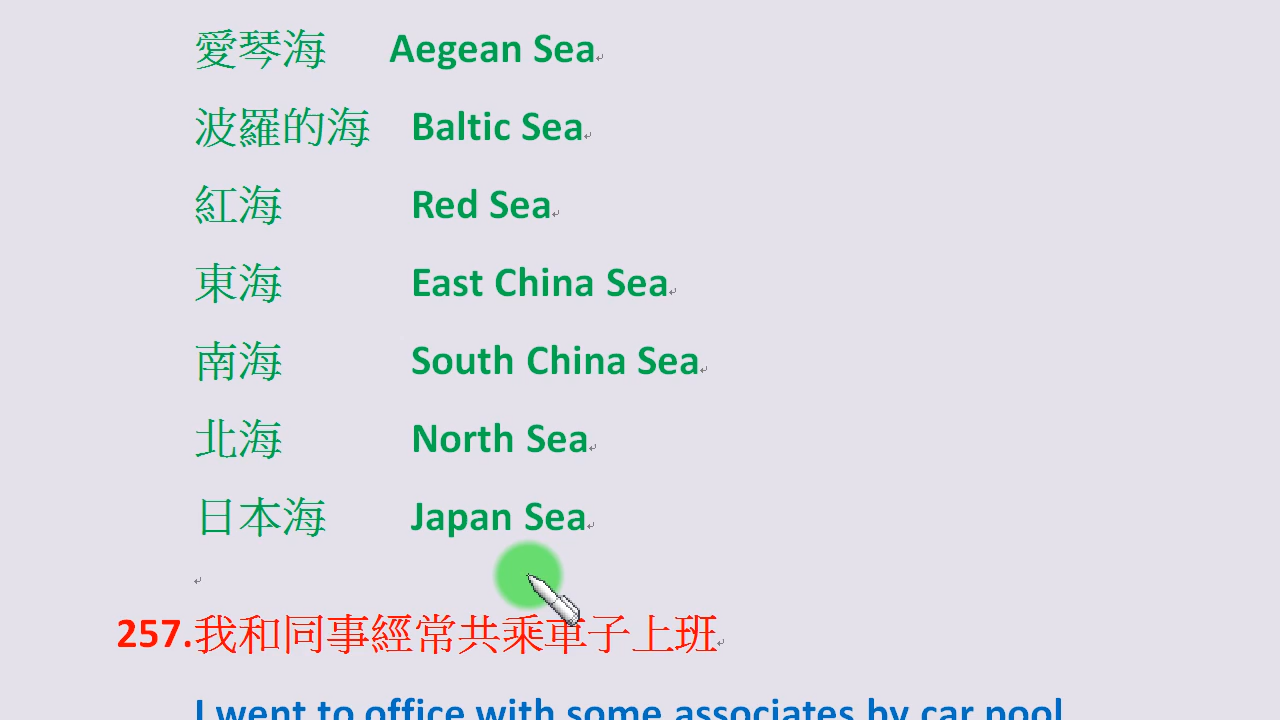 愛琴海 Aegean Sea
波羅的海 Baltic Sea
紅海 Red Sea
東海 East China Sea
南海 South China Sea
北海 North Sea
日本海 Japan Sea
257.我和同事經常共乘車子上班
I went to office with some associates by car pool